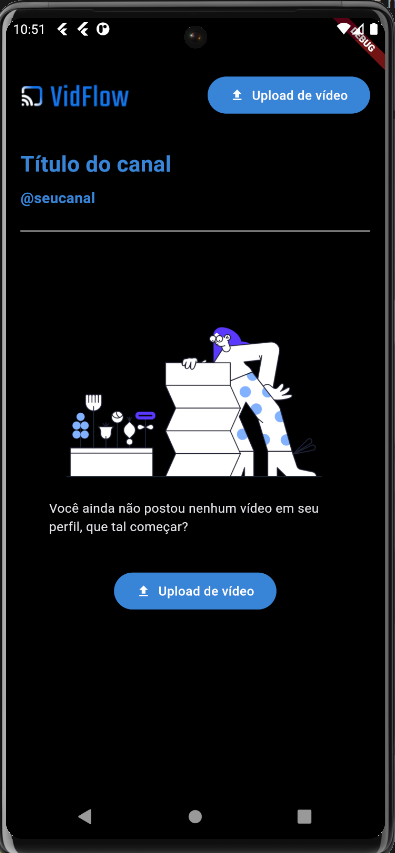 10:51
DEBUG
VidFlow
Upload de vídeo
Título do canal
@seucanal
Você ainda não postou nenhum vídeo em seu
perfil, que tal começar?
Upload de vídeo